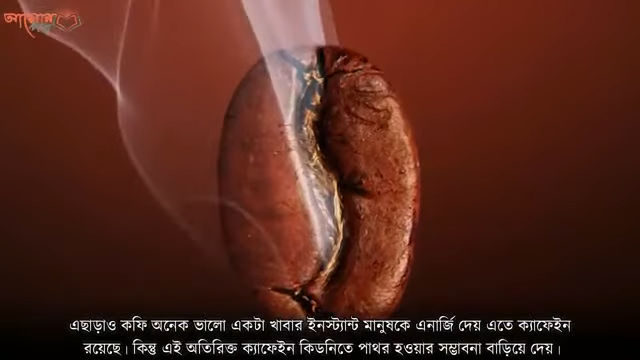 এছাড়াও কফি অনেক ভালো একটা খাবার ইনস্ট্যান্ট মানুষকে এনার্জি দেয় এতে ক্যাফেইন
রয়েছে। কিন্তু এই অতিরিক্ত ক্যাফেইন কিডনিতে পাথর হওয়ার সম্ভাবনা বাড়িয়ে দেয়।